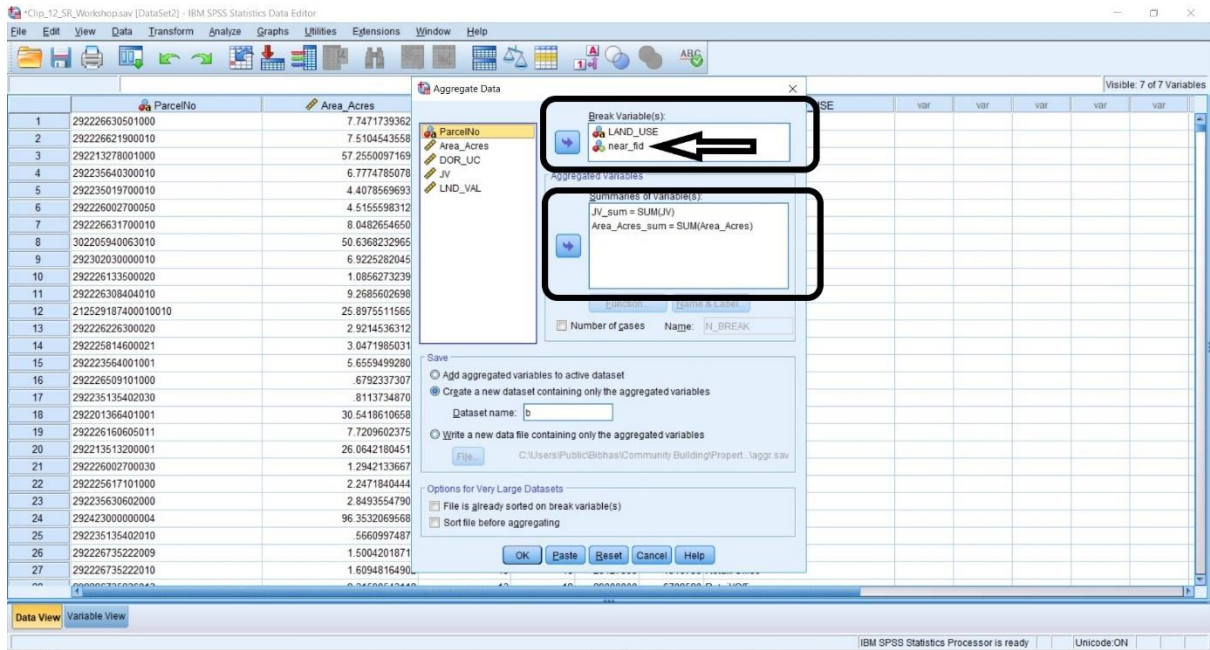 *Clip_12_SR_Workshop.sav [DataSet2] - IBM SPSS Statistics Data Editor
File Edit View Data Transform Analyze Graphs Utilities Extensions Window Help
Visible: 7 of 7 Variables
ParcelNo Area_Acres USE var var var var var
1 292226630501000 7.7471739362
2 292226621900010 7.5104543558
3 292213278001000 57.2550097169
4 292235640300010 6.7774785078
5 292235019700010 4.4078569693
6 292226002700050 4.5155598312
7 292226631700010 8.0482654650
8 302205940063010 50.6368232965
9 292302030000010 6.9225282045
10 292226133500020 1.0856273239
11 292226308404010 9.2685602698
12 212529187400010010 25.8975511565
13 292226226300020 2.9214536312
14 292225814600021 3.0471985031
15 292223564001001 5.6559499280
16 292226509101000 .6792337307
17 292235135402030 .8113734870
18 292201366401001 30.5418610658
19 292226160605011 7.7209602375
20 292213513200001 26.0642180451
21 292226002700030 1.2942133667
22 292225617101000 2.2471840444
23 292235630602000 2.8493554790
24 292423000000004 96.3532069568
25 292235135402010 .5660997487
26 292226735222009 1.5004201871
27 292226735222010 1.6094816490
Aggregate Data
ParcelNo
Area_Acres
DOR_UC
JV
LND_VAL
Break Variable(s):
LAND_USE
near_fid
Aggregated Variables
Summaries of Variable(s):
JV_sum = SUM(JV)
Area_Acres_sum = SUM(Area_Acres)
Function... Name & Label...
Number of cases Name: N_BREAK
Save
Add aggregated variables to active dataset
Create a new dataset containing only the aggregated variables
Dataset name: b
Write a new data file containing only the aggregated variables
File... C:\Users\Public\Bibhas\Community Building\Propert...\aggr.sav
Options for Very Large Datasets
File is already sorted on break variable(s)
Sort file before aggregating
OK Paste Reset Cancel Help
Data View Variable View
IBM SPSS Statistics Processor is ready Unicode:ON